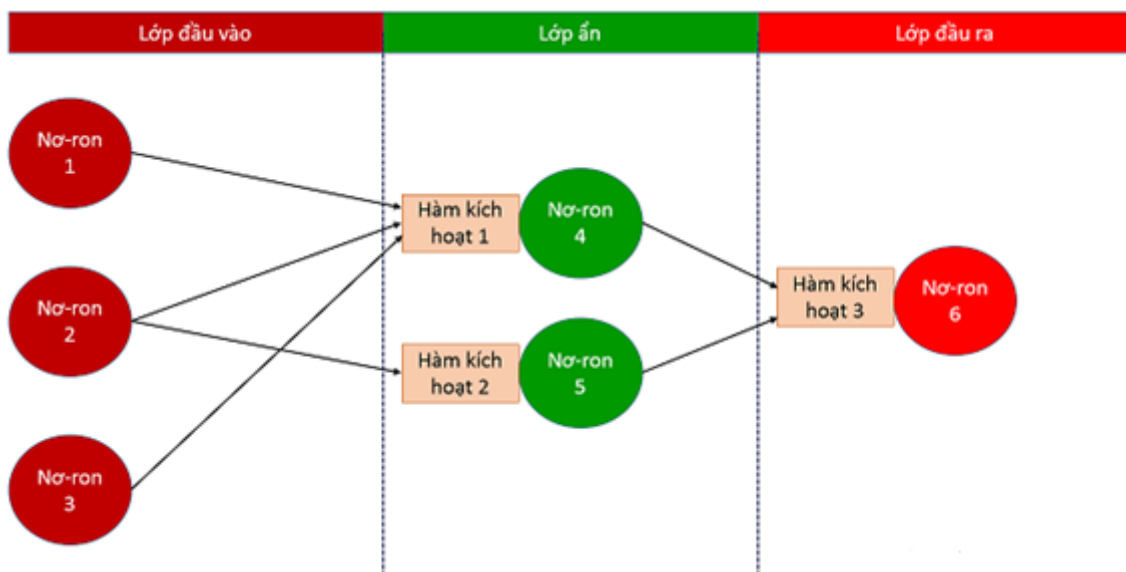 Lớp đầu vào
Lớp ẩn
Lớp đầu ra
Nơ-ron
1
Nơ-ron
2
Nơ-ron
3
Hàm kích
hoạt 1
Nơ-ron
4
Hàm kích
hoạt 2
Nơ-ron
5
Hàm kích
hoạt 3
Nơ-ron
6